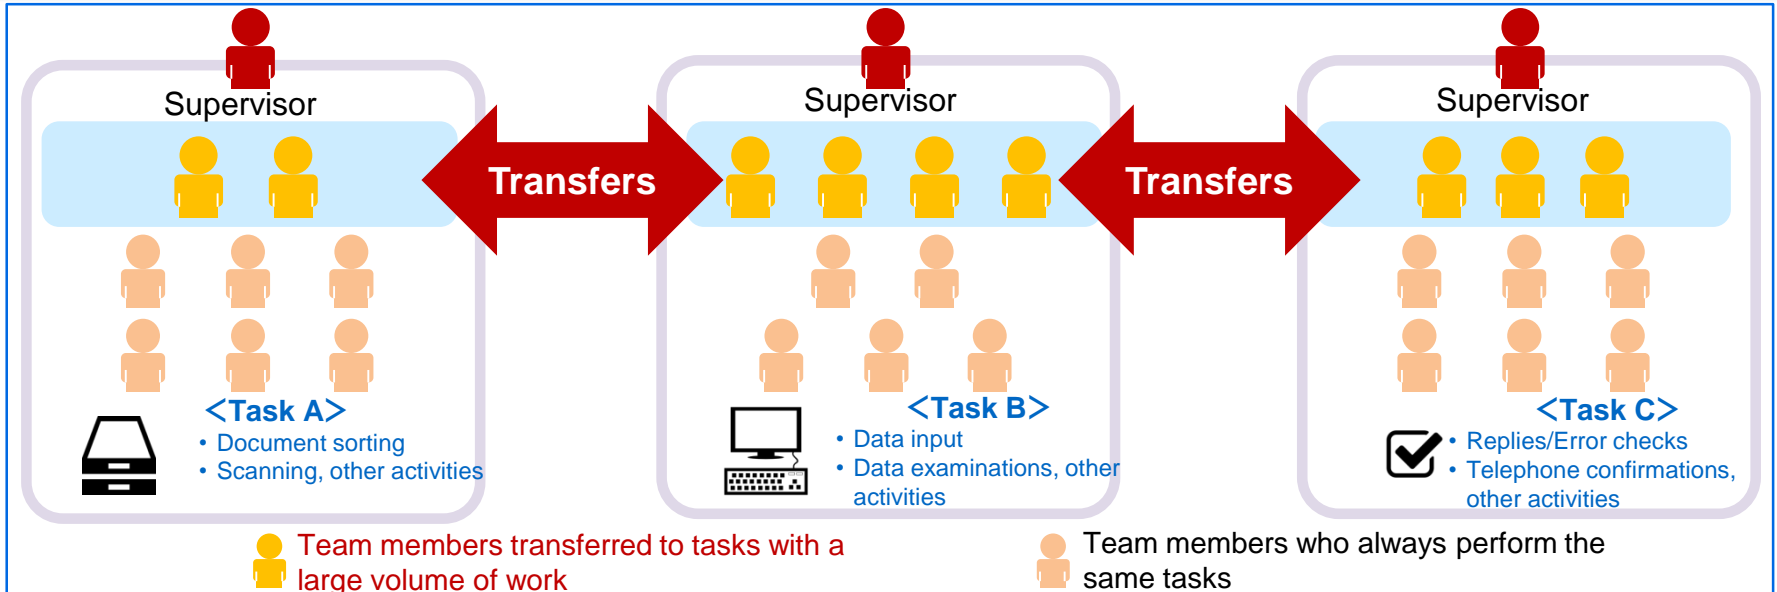 Supervisor
Supervisor
Supervisor
Transfers
Transfers
<Task A>
• Document sorting
• Scanning, other activities
<Task B>
• Data input
• Data examinations, other
activities
<Task C>
• Replies/Error checks
• Telephone confirmations,
other activities
Team members transferred to tasks with a
large volume of work
Team members who always perform the
same tasks